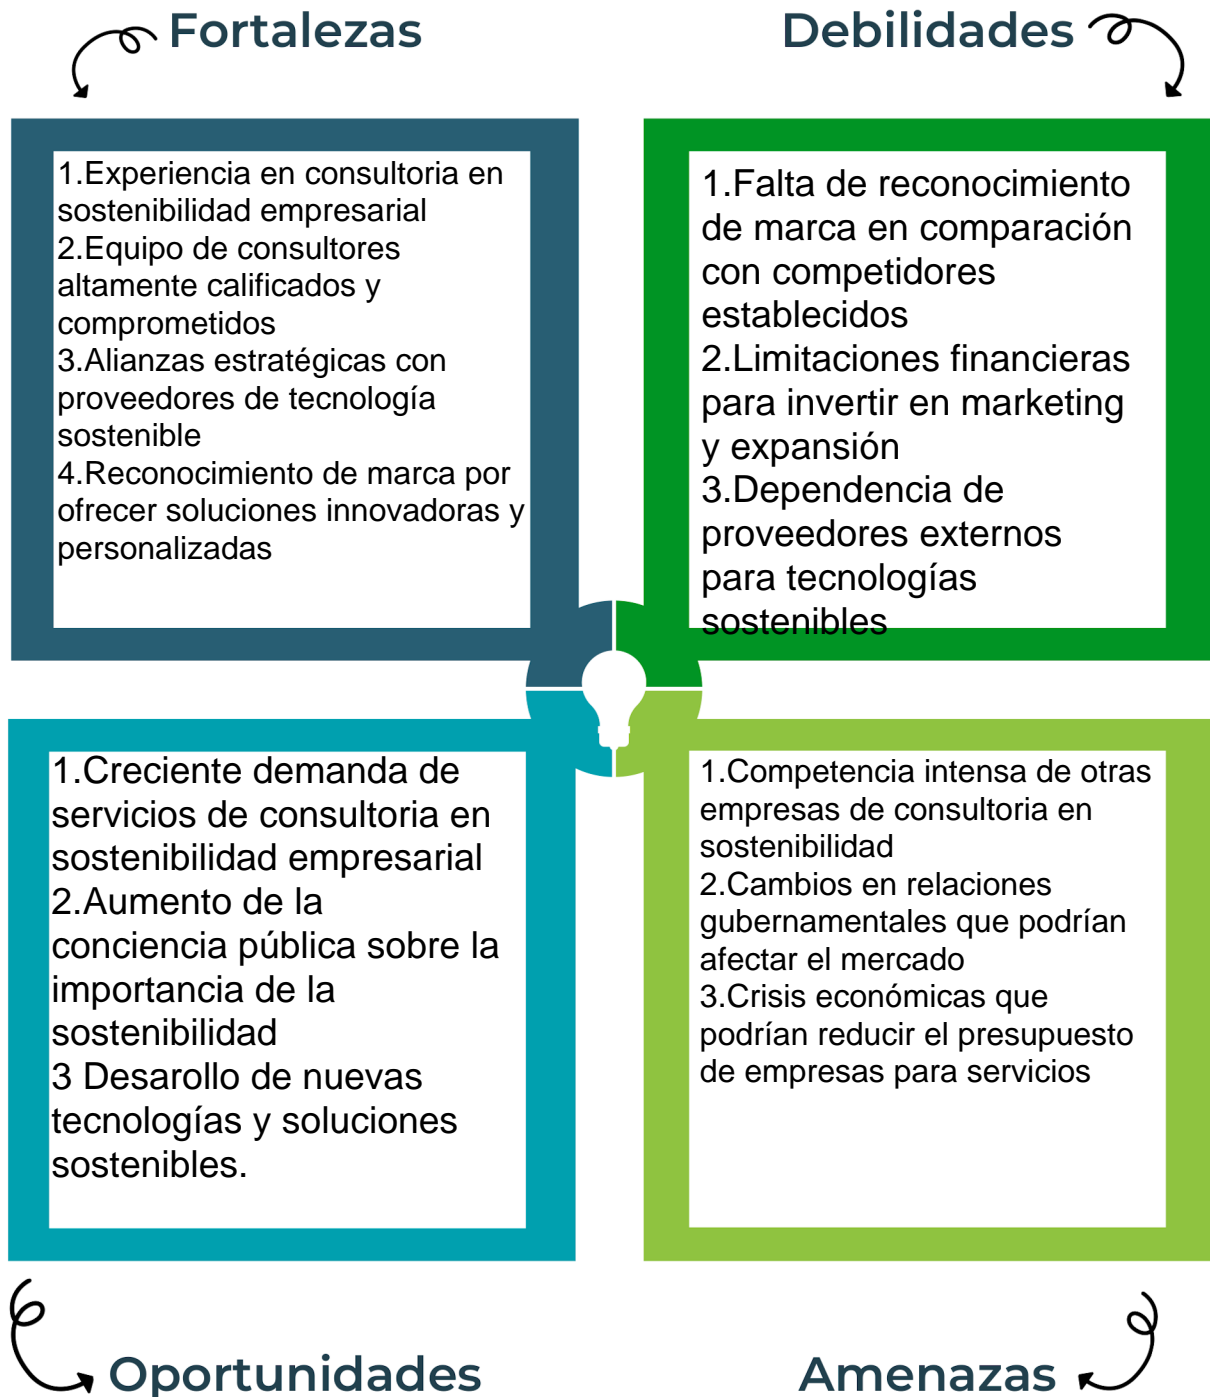 Fortalezas
1.Experiencia en consultoria en
sostenibilidad empresarial
2.Equipo de consultores
altamente calificados y
comprometidos
3.Alianzas estratégicas con
proveedores de tecnología
sostenible
4.Reconocimiento de marca por
ofrecer soluciones innovadoras y
personalizadas
Debilidades
1.Falta de reconocimiento
de marca en comparación
con competidores
establecidos
2.Limitaciones financieras
para invertir en marketing
y expansión
3.Dependencia de
proveedores externos
para tecnologías
sostenibles
1.Creciente demanda de
servicios de consultoria en
sostenibilidad empresarial
2.Aumento de la
conciencia pública sobre la
importancia de la
sostenibilidad
3 Desarollo de nuevas
tecnologías y soluciones
sostenibles.
Oportunidades
1.Competencia intensa de otras
empresas de consultoria en
sostenibilidad
2.Cambios en relaciones
gubernamentales que podrían
afectar el mercado
3.Crisis económicas que
podrían reducir el presupuesto
de empresas para servicios
Amenazas